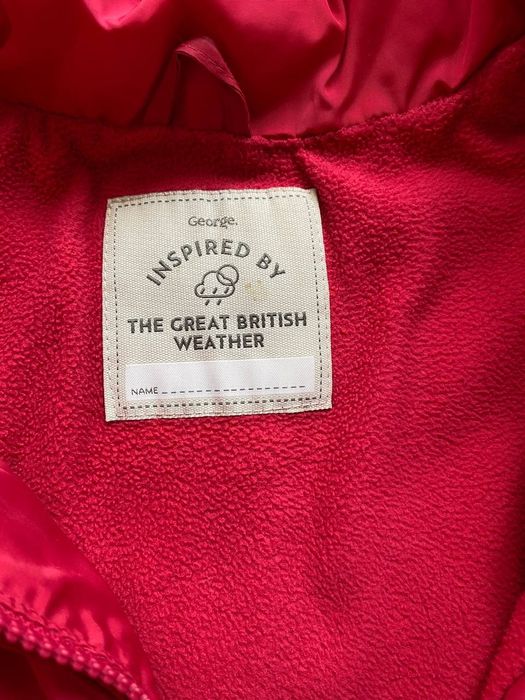 George.
INSPIRED BY
THE GREAT BRITISH
WEATHER
NAME